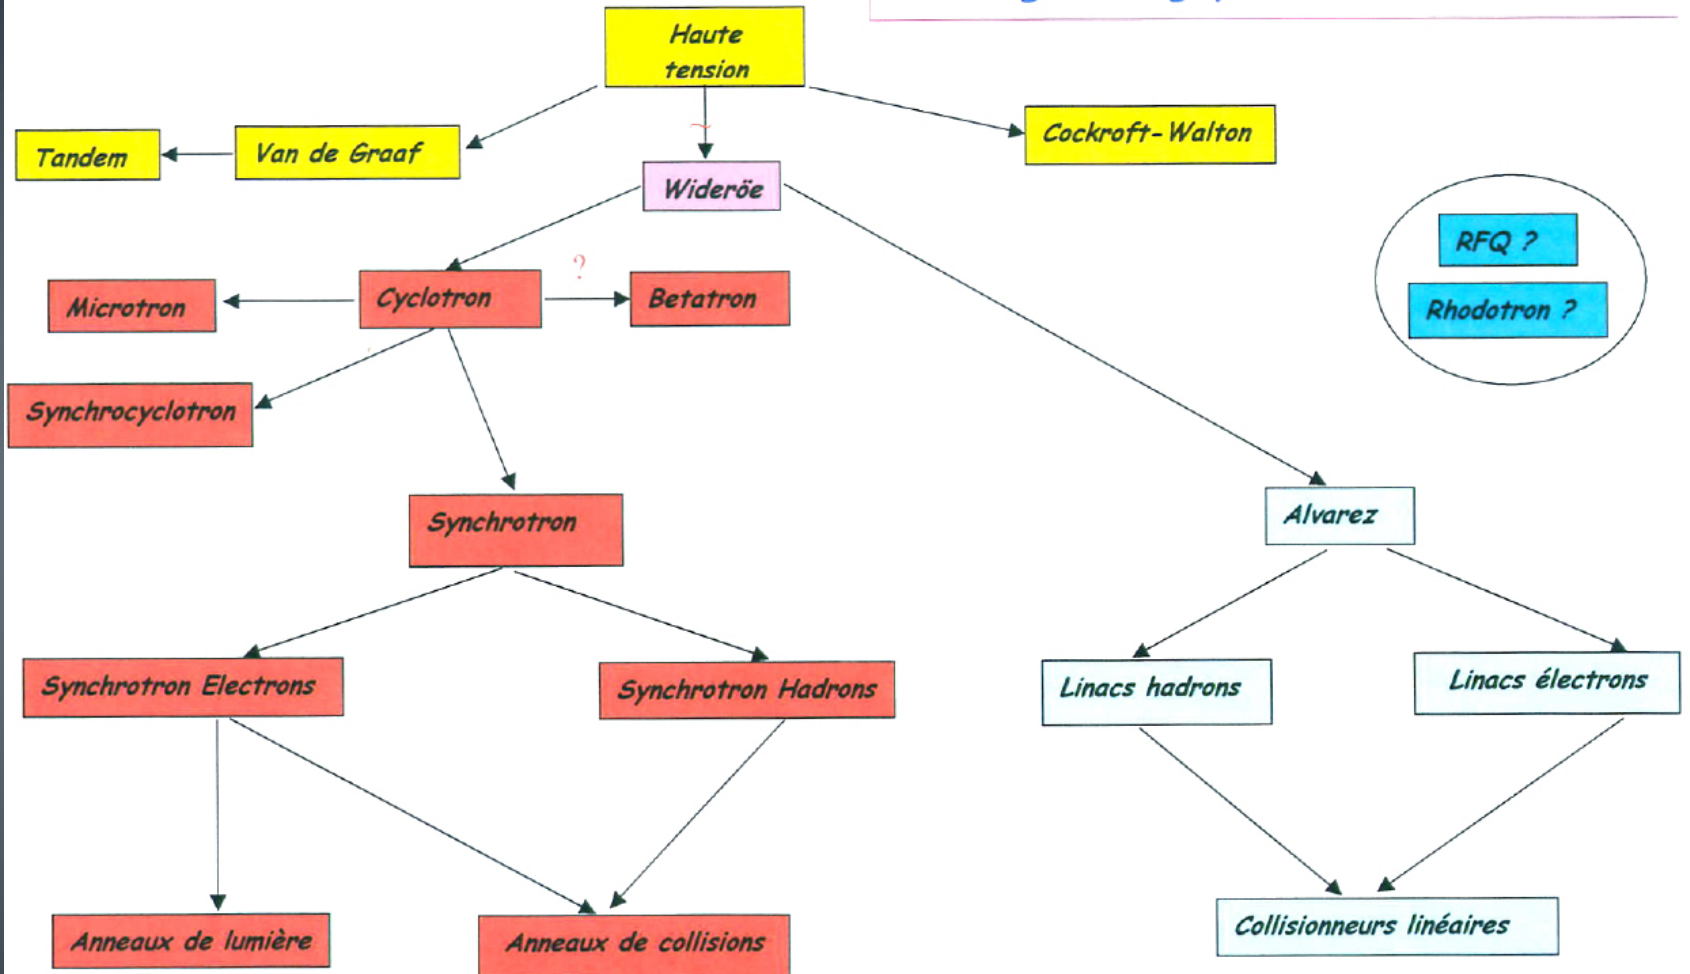 Haute
tension
Cockroft-Walton
Tandem
Van de Graaf
~
Wideröe
RFQ ?
Microtron
Cyclotron
?
Betatron
Rhodotron ?
Synchrocyclotron
Synchrotron
Alvarez
Synchrotron Electrons
Synchrotron Hadrons
Linacs hadrons
Linacs électrons
Anneaux de lumière
Anneaux de collisions
Collisionneurs linéaires